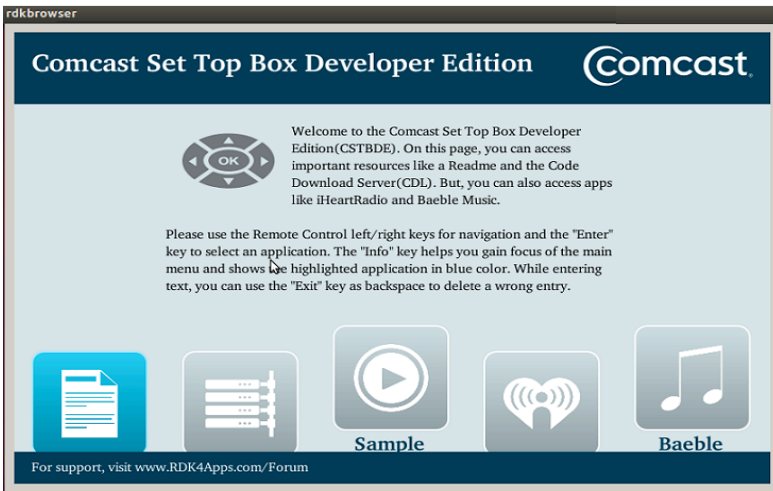 rdkbrowser
Comcast Set Top Box Developer Edition
comcast.
OK
Welcome to the Comcast Set Top Box Developer
Edition(CSTBDE). On this page, you can access
important resources like a Readme and the Code
Download Server(CDL). But, you can also access apps
like iHeartRadio and Baeble Music.
Please use the Remote Control left/right keys for navigation and the "Enter"
key to select an application. The "Info" key helps you gain focus of the main
menu and shows the highlighted application in blue color. While entering
text, you can use the "Exit" key as backspace to delete a wrong entry.
Sample
Baeble
For support, visit www.RDK4Apps.com/Forum